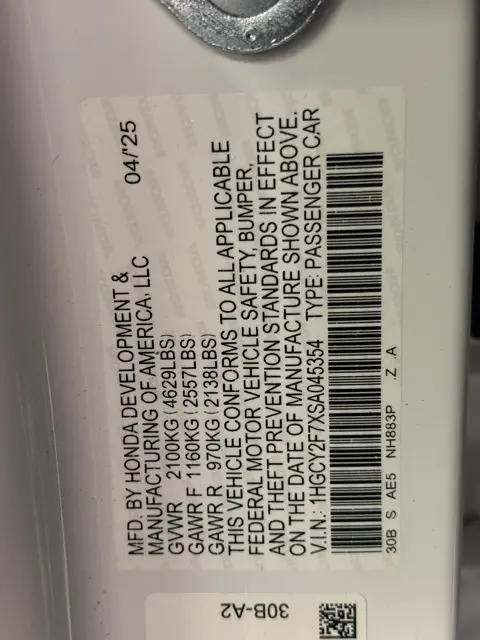 MFD. BY HONDA DEVELOPMENT & 04/'25
MANUFACTURING OF AMERICA, LLC
GVWR 2100KG (4629LBS)
GAWR F 1160KG (2557LBS)
GAWR R 970KG (2138LBS)
THIS VEHICLE CONFORMS TO ALL APPLICABLE
FEDERAL MOTOR VEHICLE SAFETY, BUMPER,
AND THEFT PREVENTION STANDARDS IN EFFECT
ON THE DATE OF MANUFACTURE SHOWN ABOVE.
V.I.N.: 1HGCY2F7XSA045354 TYPE: PASSENGER CAR
30B S AE5 NH883P .Z .A
30B-A2